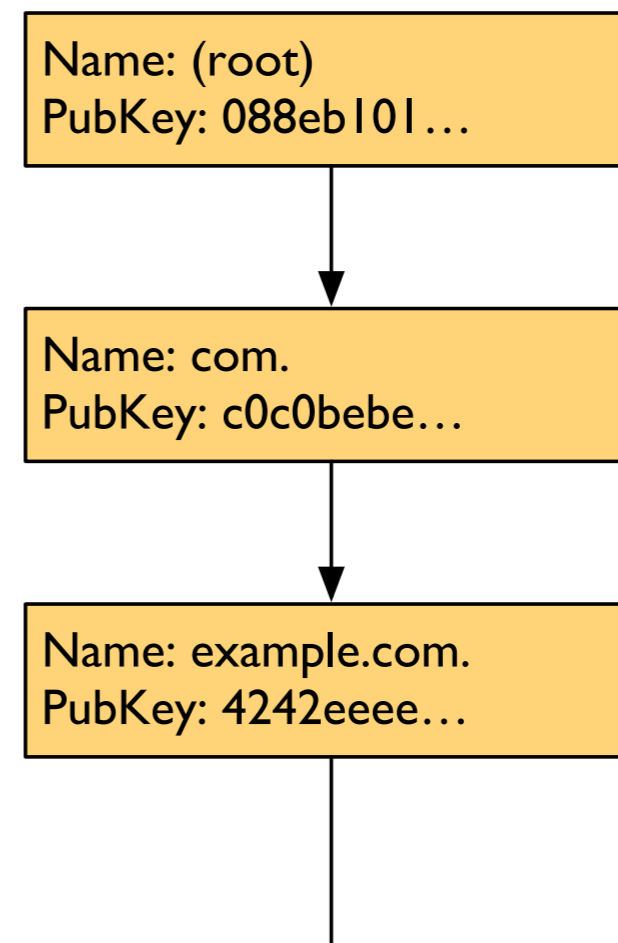 Name: (root)
PubKey: 088eb101…
Name: com.
PubKey: c0c0bebe…
Name: example.com.
PubKey: 4242eeee…